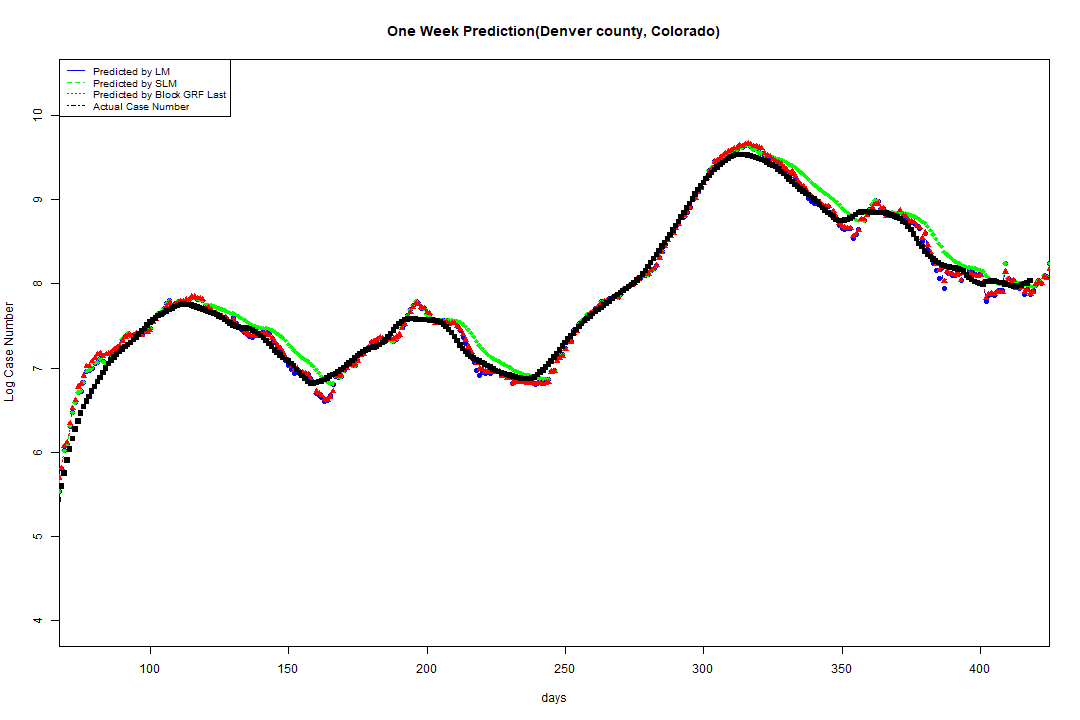 One Week Prediction(Denver county, Colorado)
Predicted by LM
Predicted by SLM
Predicted by Block GRF Last
Actual Case Number
10
9
8
7
6
5
4
Log Case Number
100 150 200 250 300 350 400
days